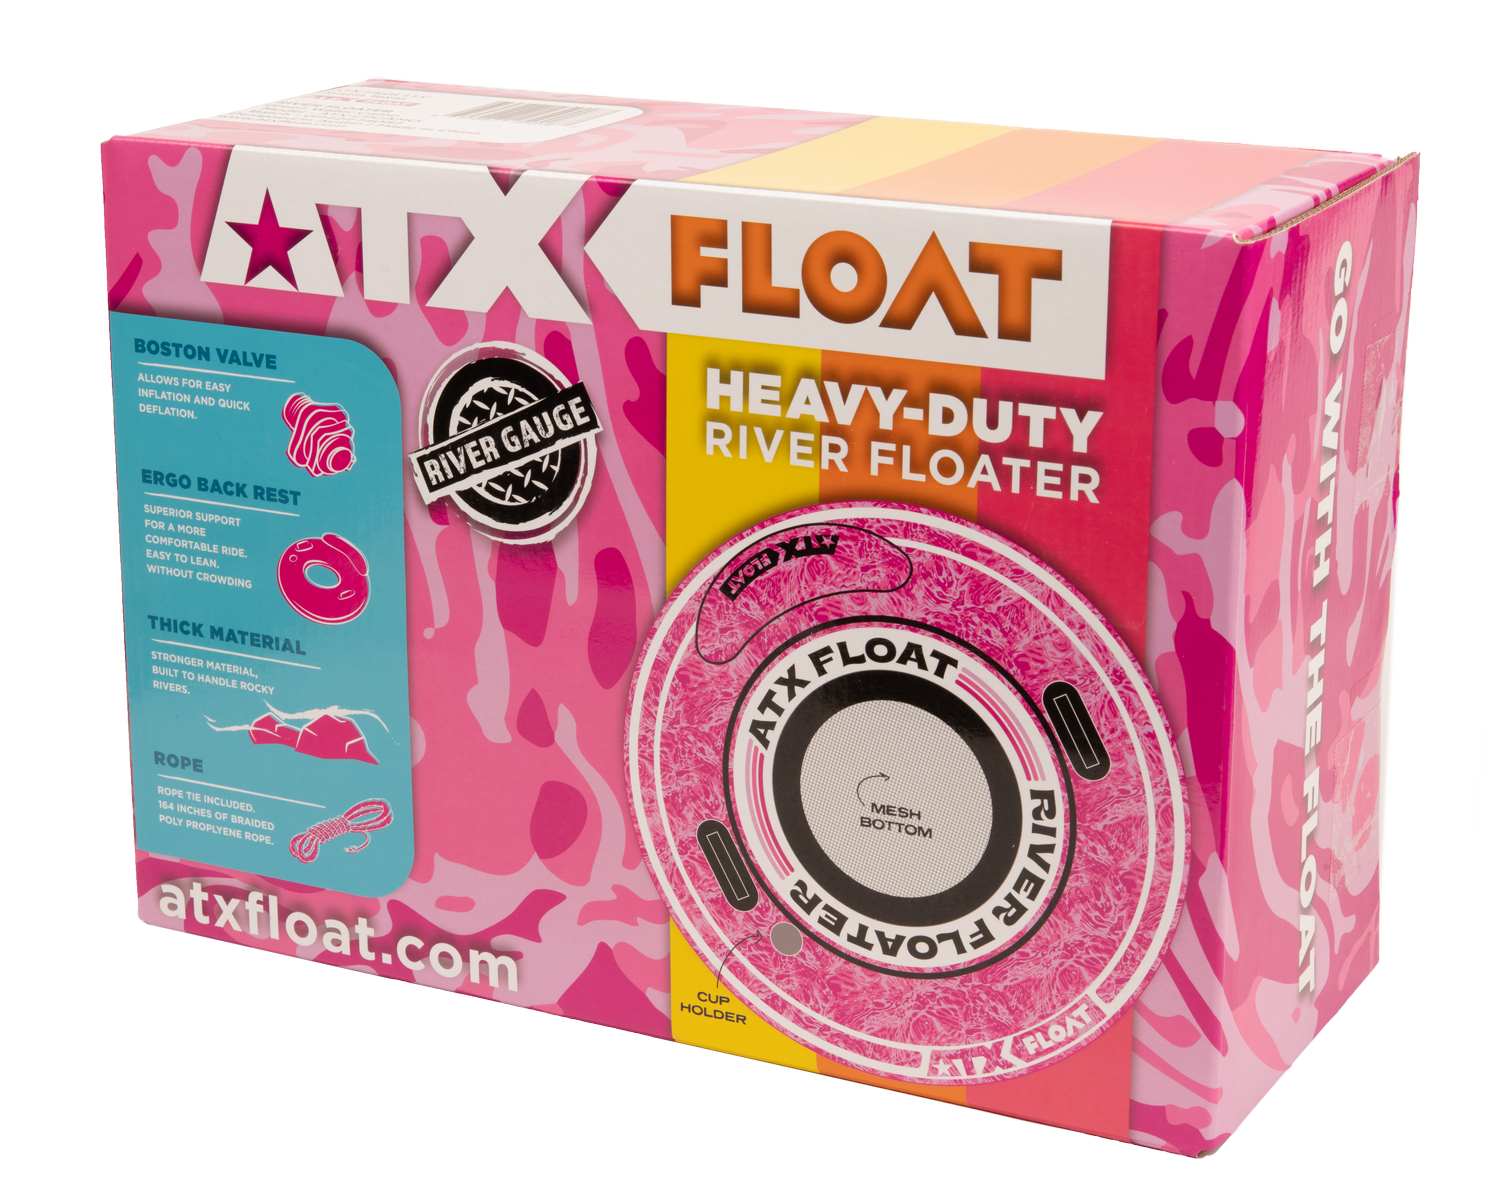 ATX FLOAT
HEAVY-DUTY
RIVER FLOATER
BOSTON VALVE
ALLOWS FOR EASY
INFLATION AND QUICK
DEFLATION.
ERGO BACK REST
SUPERIOR SUPPORT
FOR A MORE
COMFORTABLE RIDE.
EASY TO LEAN.
WITHOUT CROWDING
THICK MATERIAL
STRONGER MATERIAL,
BUILT TO HANDLE ROCKY
RIVERS.
ROPE
ROPE TIE INCLUDED.
164 INCHES OF BRAIDED
POLY PROPLYENE ROPE.
atxfloat.com
RIVER GAUGE
ATX FLOAT
ATX FLOAT
RIVER FLOATER
MESH
BOTTOM
CUP
HOLDER
ATX FLOAT
GO WITH THE FLOAT